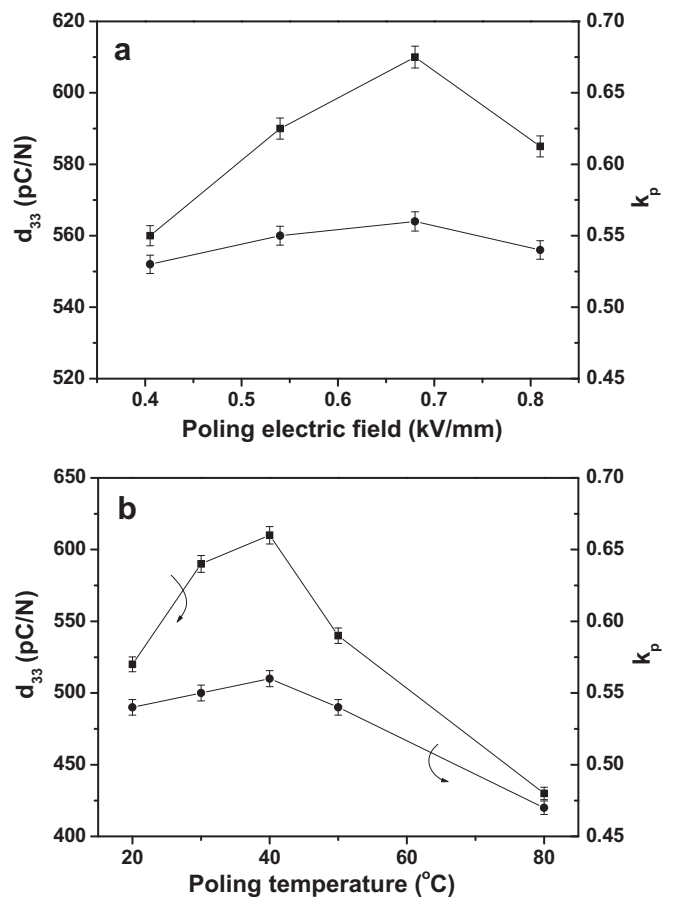 a
620
600
580
560
540
520
d33 (pC/N)
0.70
0.65
0.60
0.55
0.50
0.45
kp
0.4 0.5 0.6 0.7 0.8
Poling electric field (kV/mm)
b
650
600
550
500
450
400
d33 (pC/N)
0.70
0.65
0.60
0.55
0.50
0.45
kp
20 40 60 80
Poling temperature (oC)